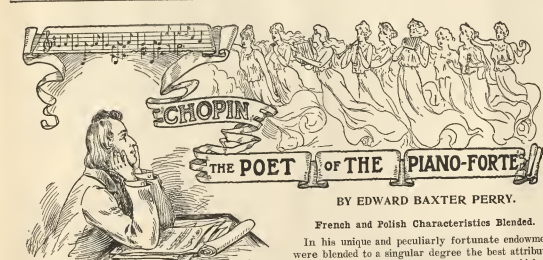 CHOPIN
THE POET OF THE PIANO-FORTE
BY EDWARD BAXTER PERRY.
French and Polish Characteristics Blended.
In his unique and peculiarly fortunate endowme
were blended to a singular degree the best attribu